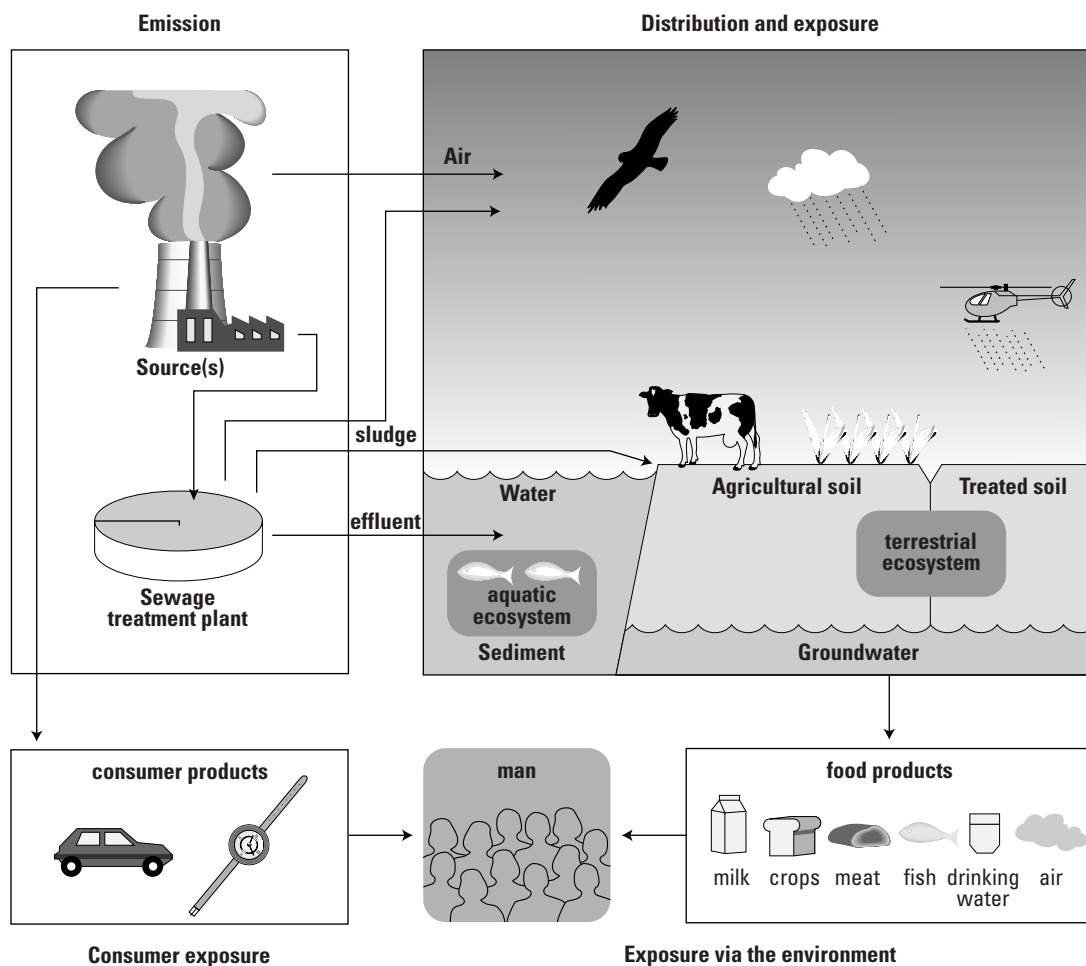 Emission
Distribution and exposure
Air
Source(s)
sludge
Water
Agricultural soil
Treated soil
effluent
terrestrial
ecosystem
aquatic
ecosystem
Sewage
treatment plant
Sediment
Groundwater
consumer products
man
food products
milk
crops
meat
fish
drinking
water
air
Consumer exposure
Exposure via the environment